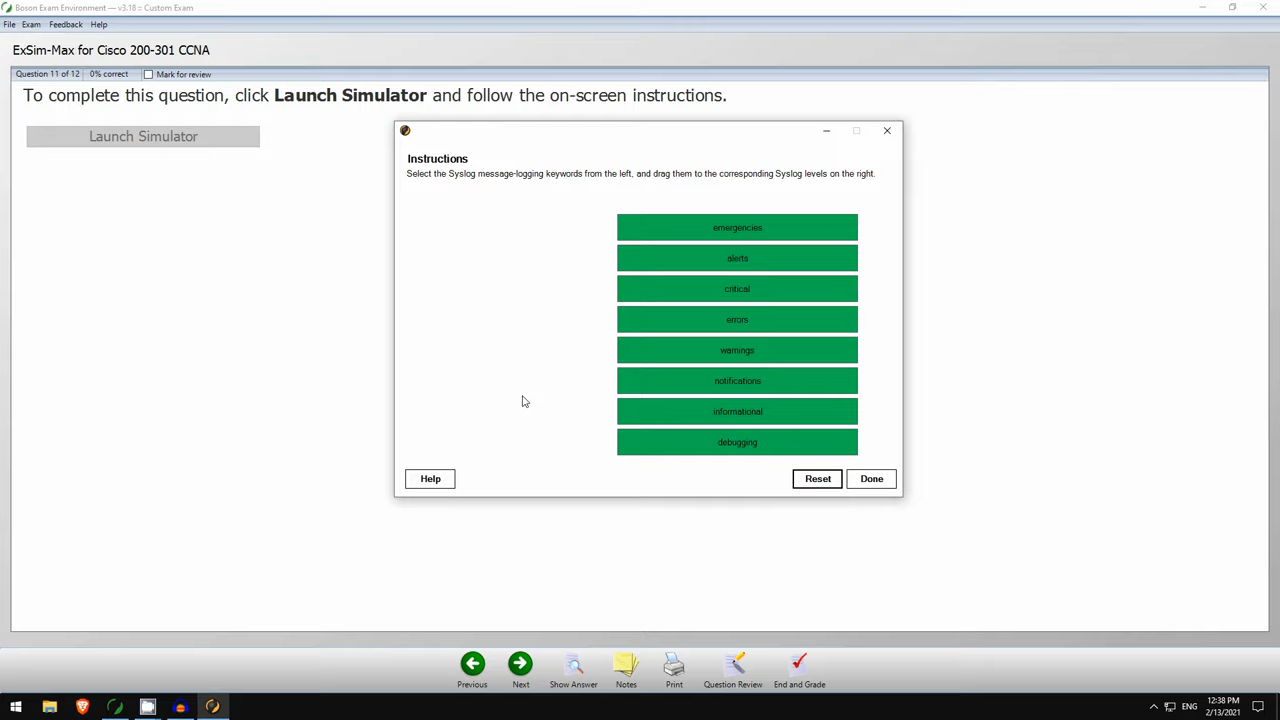 Boson Exam Environment — v3.18 :: Custom Exam
File Exam Feedback Help
ExSim-Max for Cisco 200-301 CCNA
Question 11 of 12 0% correct Mark for review
To complete this question, click Launch Simulator and follow the on-screen instructions.
Launch Simulator
Instructions
Select the Syslog message-logging keywords from the left, and drag them to the corresponding Syslog levels on the right.
emergencies
alerts
critical
errors
warnings
notifications
informational
debugging
Help Reset Done
Previous Next Show Answer Notes Print Question Review End and Grade
ENG
12:38 PM
2/13/2021